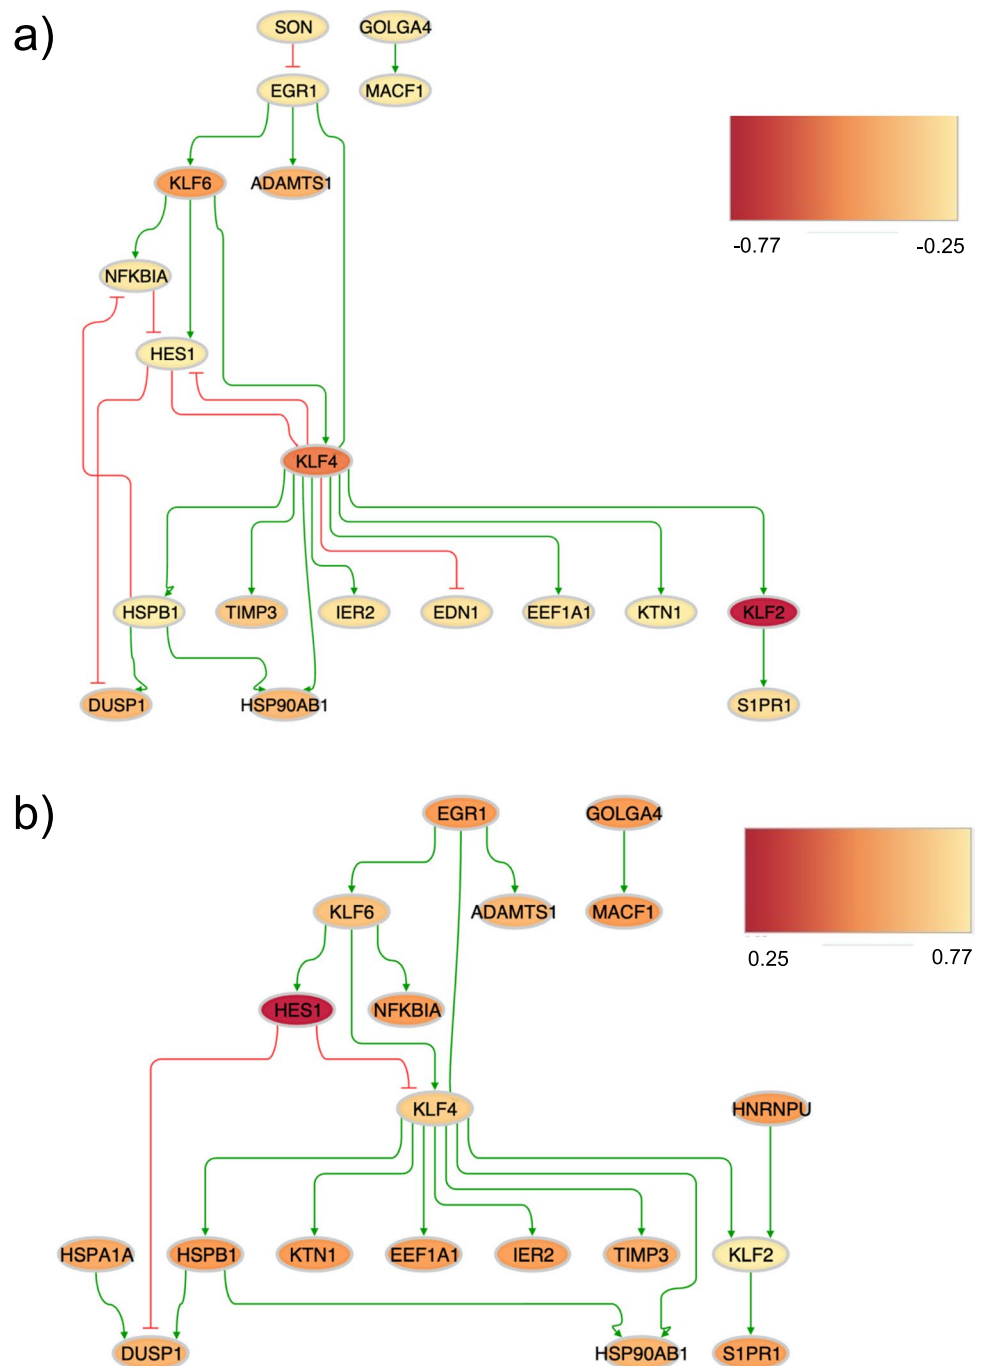 a)
SON
GOLGA4
EGR1
MACF1
KLF6
ADAMTS1
-0.77
-0.25
NFKBIA
HES1
KLF4
HSPB1
TIMP3
IER2
EDN1
EEF1A1
KTN1
KLF2
DUSP1
HSP90AB1
S1PR1
b)
EGR1
GOLGA4
KLF6
ADAMTS1
MACF1
0.25
0.77
HES1
NFKBIA
KLF4
HNRNPU
HSPA1A
HSPB1
KTN1
EEF1A1
IER2
TIMP3
KLF2
DUSP1
HSP90AB1
S1PR1